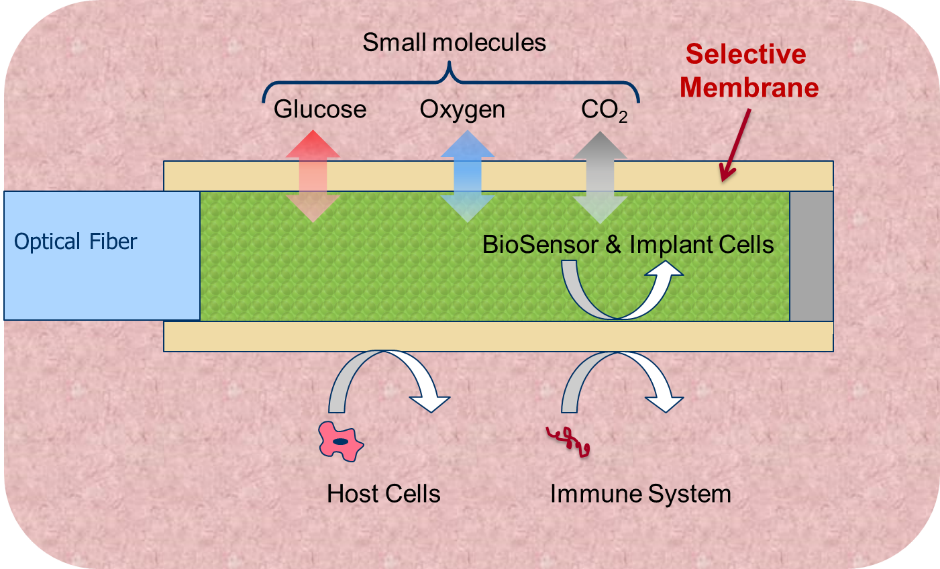 Small molecules
Glucose
Oxygen
CO₂
Selective
Membrane
Optical Fiber
BioSensor & Implant Cells
Host Cells
Immune System